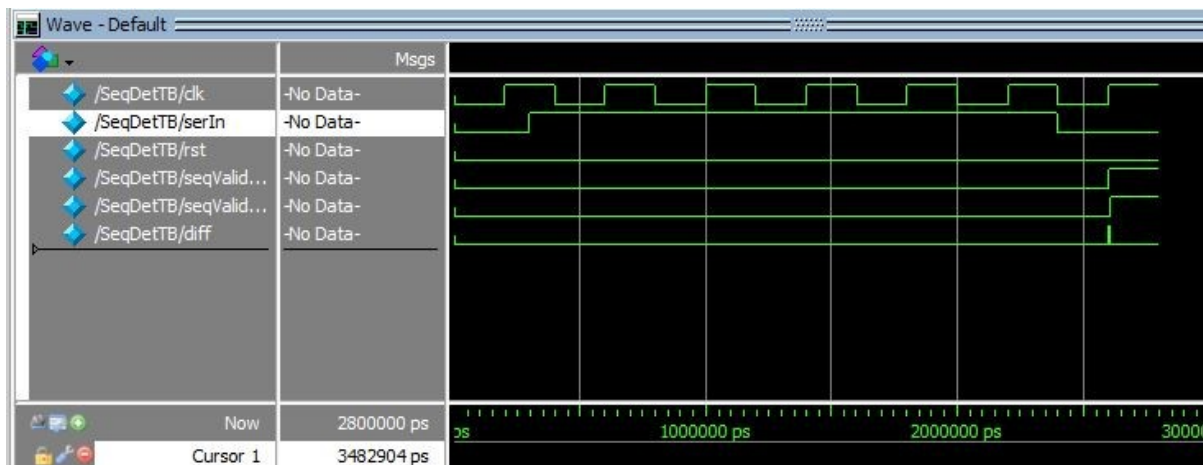 Wave - Default
Msgs
/SeqDetTB/clk -No Data-
/SeqDetTB/serIn -No Data-
/SeqDetTB/rst -No Data-
/SeqDetTB/seqValid... -No Data-
/SeqDetTB/seqValid... -No Data-
/SeqDetTB/diff -No Data-
Now 2800000 ps
ps 1000000 ps 2000000 ps 30000
Cursor 1 3482904 ps